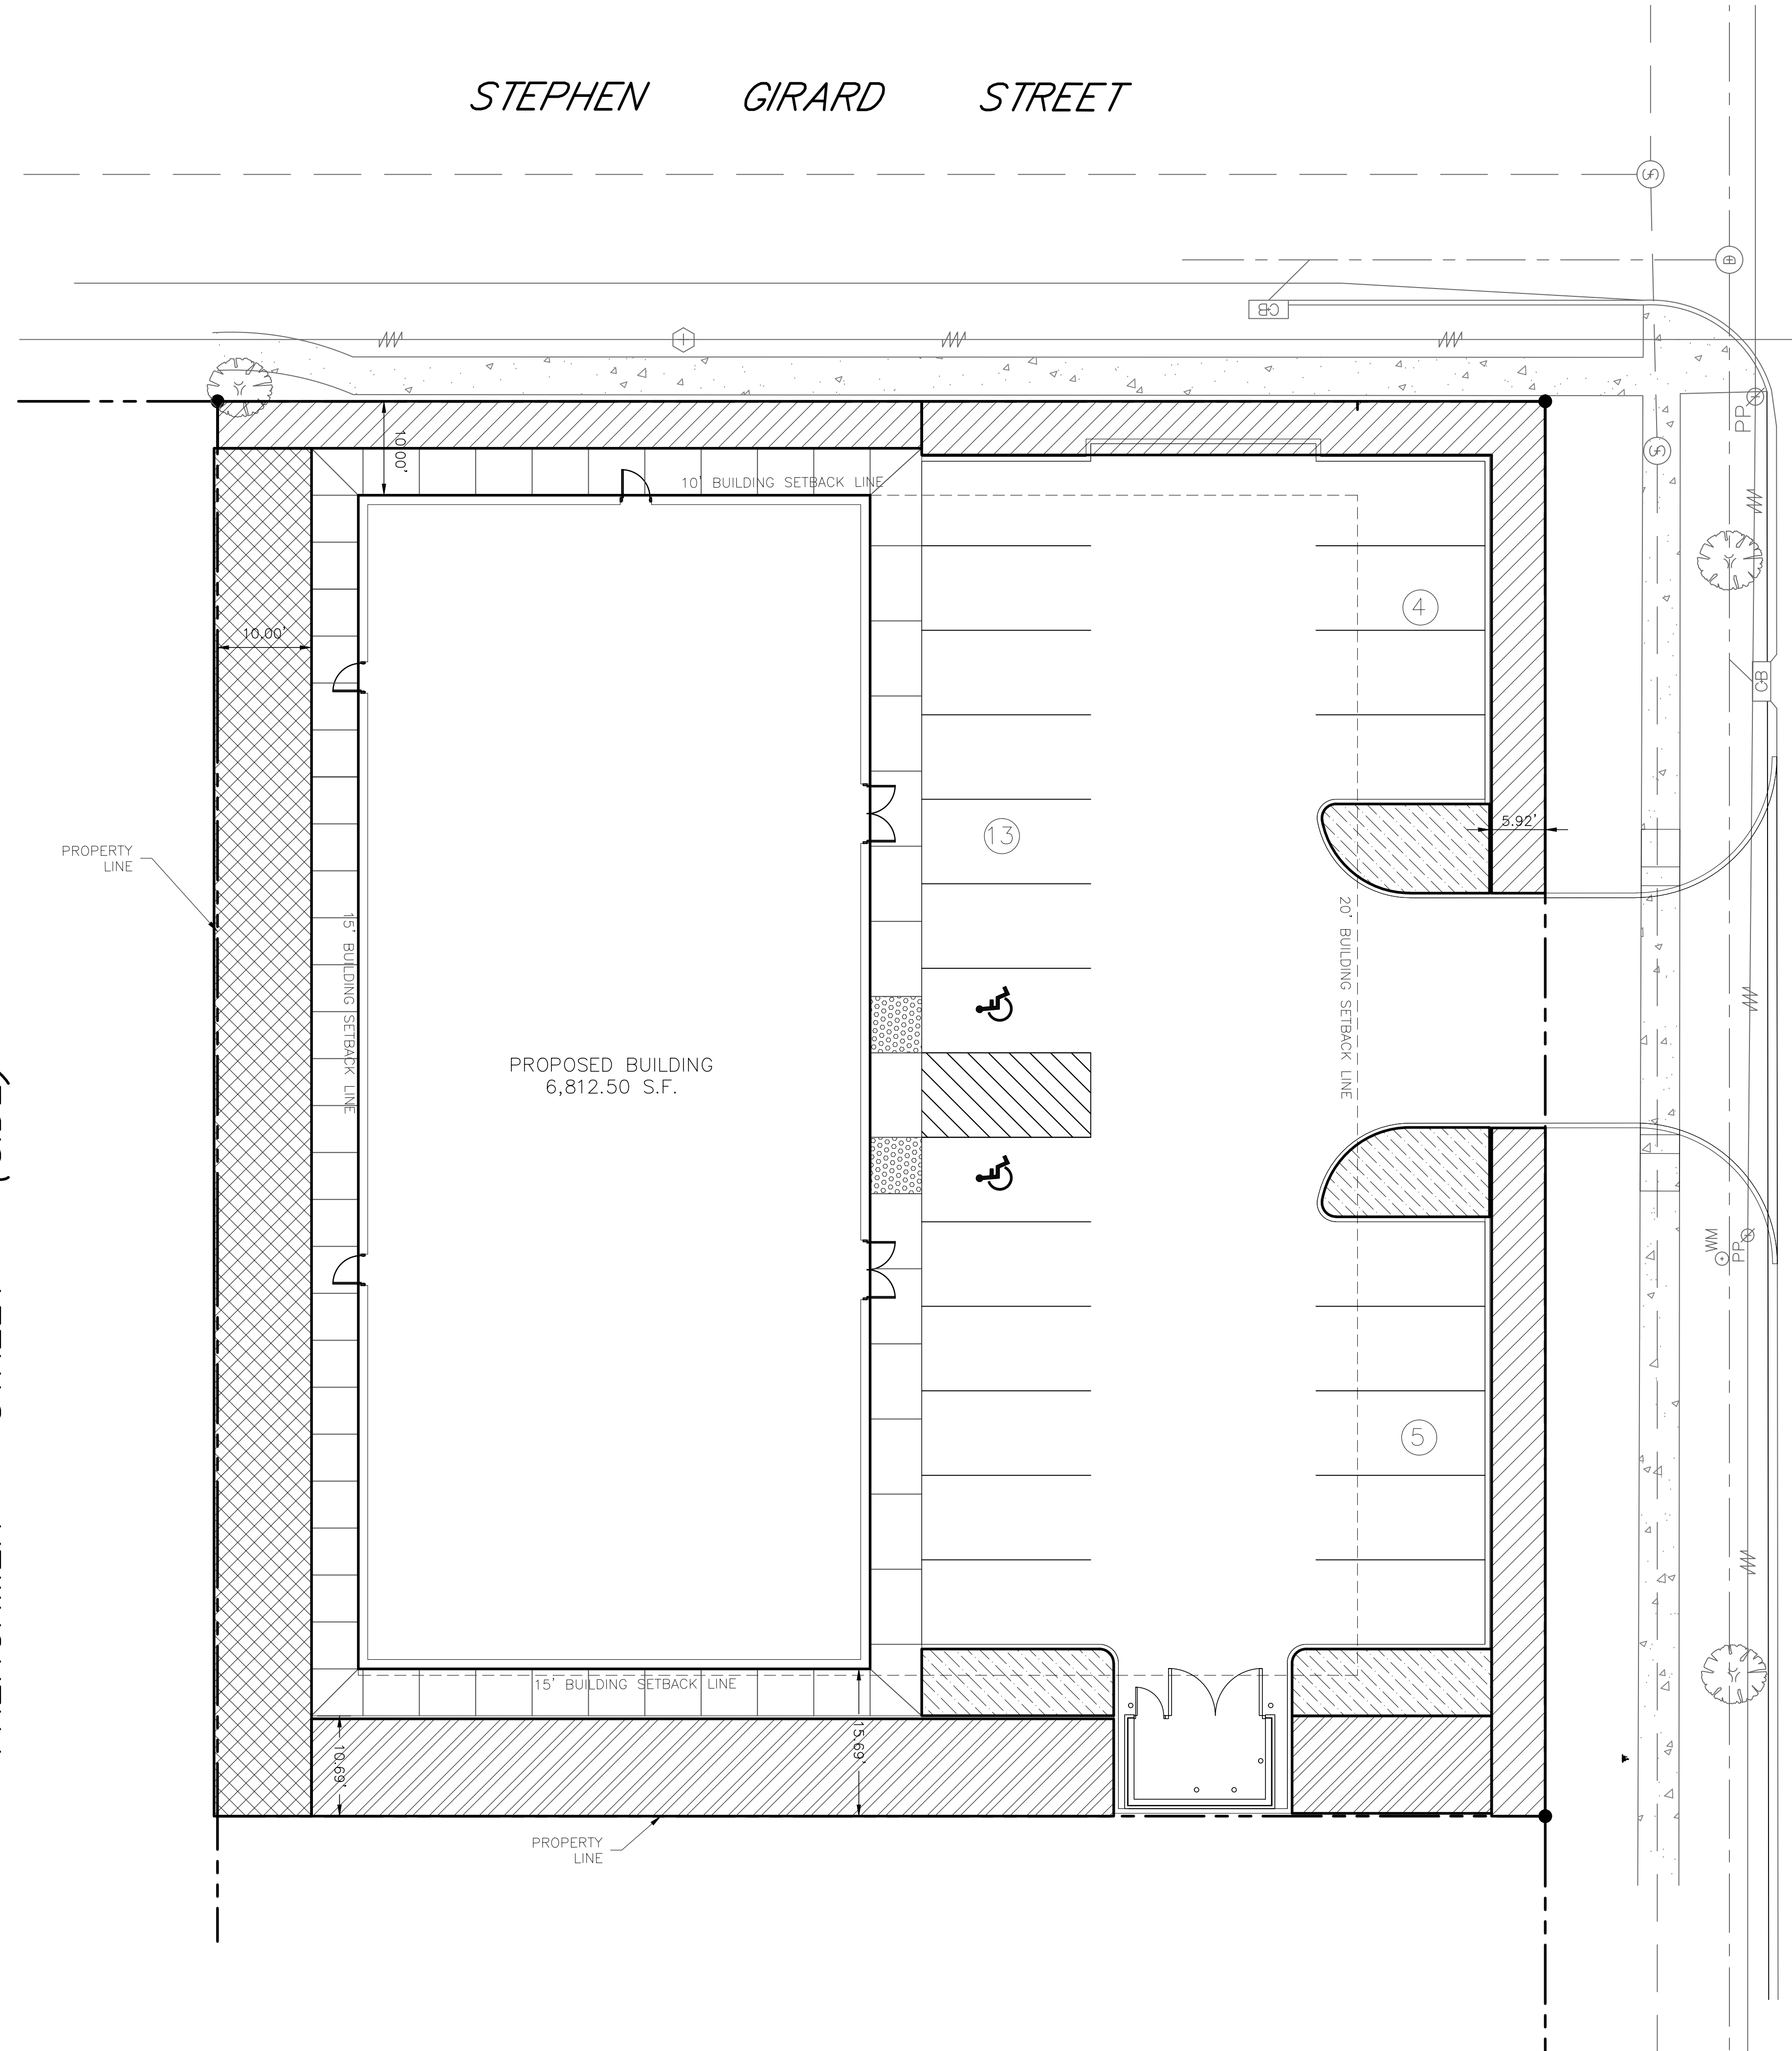 STEPHEN GIRARD STREET
CB
D
S
S
PP
10.00'
10' BUILDING SETBACK LINE
10.00'
4
CB
PROPERTY
LINE
13
5.92'
15' BUILDING SETBACK LINE
20' BUILDING SETBACK LINE
PROPOSED BUILDING
6,812.50 S.F.
WM
PP
5
15' BUILDING SETBACK LINE
10.69'
15.69'
PROPERTY
LINE